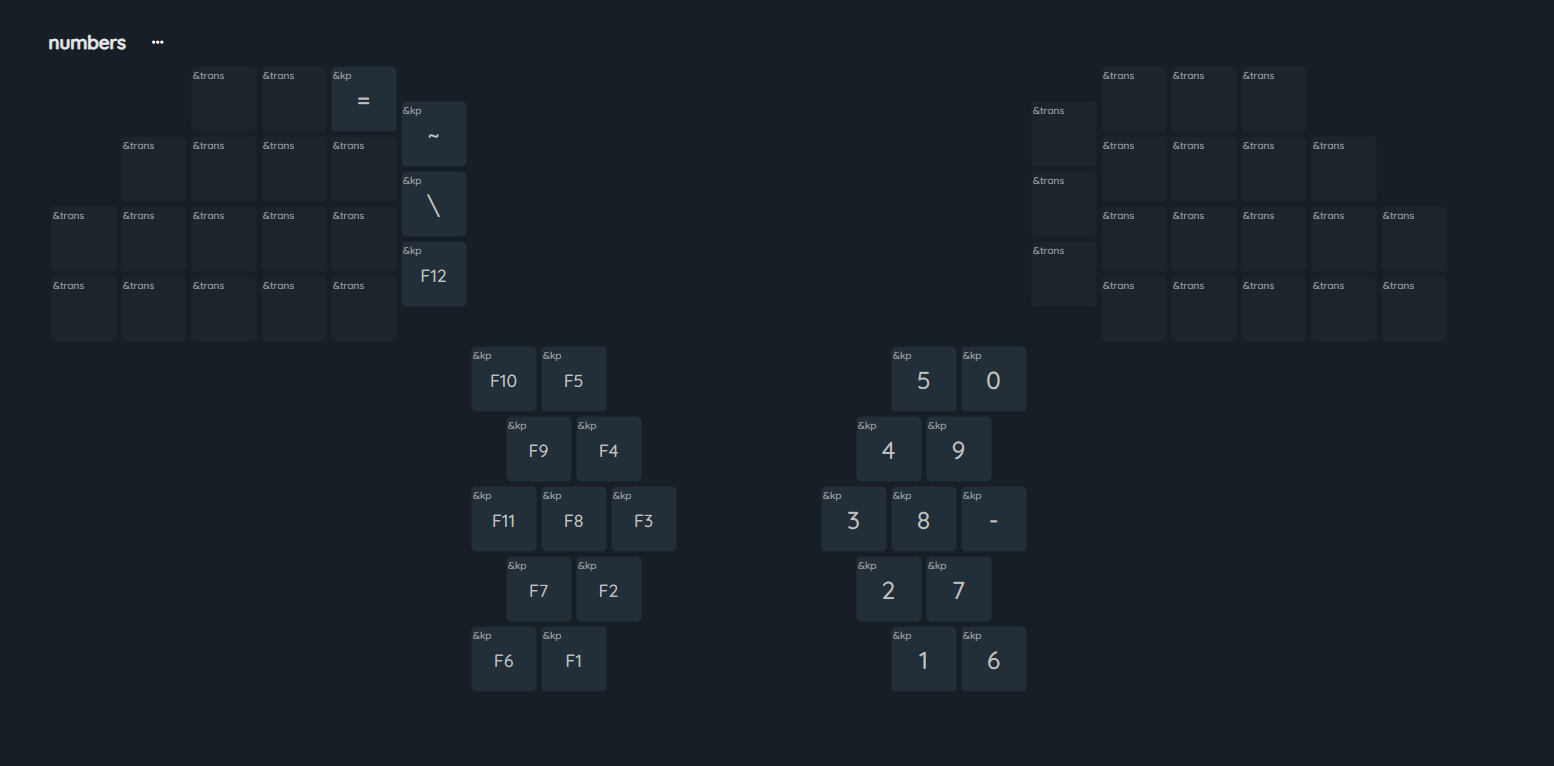 numbers ...
&trans &trans &kp &trans &trans &trans
=
&kp &trans
~
&trans &trans &trans &trans &trans &trans &trans &trans
&kp &trans
\
&trans &trans &trans &trans &trans &trans &trans &trans &trans &trans
&kp &trans
F12
&trans &trans &trans &trans &trans &trans &trans &trans &trans &trans
&kp &kp &kp &kp
F10 F5 5 0
&kp &kp &kp &kp
F9 F4 4 9
&kp &kp &kp &kp &kp &kp
F11 F8 F3 3 8 -
&kp &kp &kp &kp
F7 F2 2 7
&kp &kp &kp &kp
F6 F1 1 6